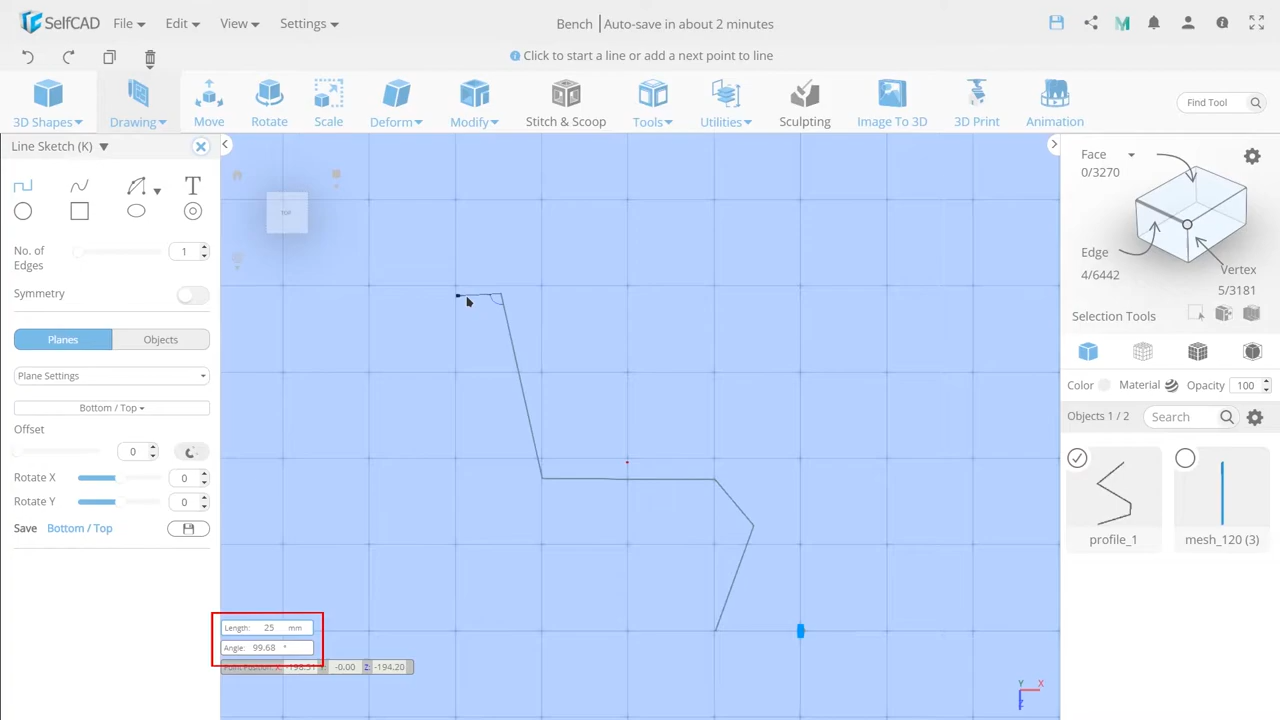 SelfCAD File Edit View Settings Bench Auto-save in about 2 minutes
Click to start a line or add a next point to line
3D Shapes Drawing Move Rotate Scale Deform Modify Stitch & Scoop Tools Utilities Sculpting Image To 3D 3D Print Animation Find Tool
Line Sketch (K)
T
No. of
Edges
1
Symmetry
Planes Objects
Plane Settings
Bottom / Top
Offset
0
Rotate X 0
Rotate Y 0
Save Bottom / Top
TOP
Length: 25 mm
Angle: 99.68 °
Point Position: X: -198.51 -0.00 Z: -194.20
Y X
Z
Face
0/3270
Edge
4/6442
Vertex
5/3181
Selection Tools
Color Material Opacity 100
Objects 1 / 2 Search
profile_1 mesh_120 (3)